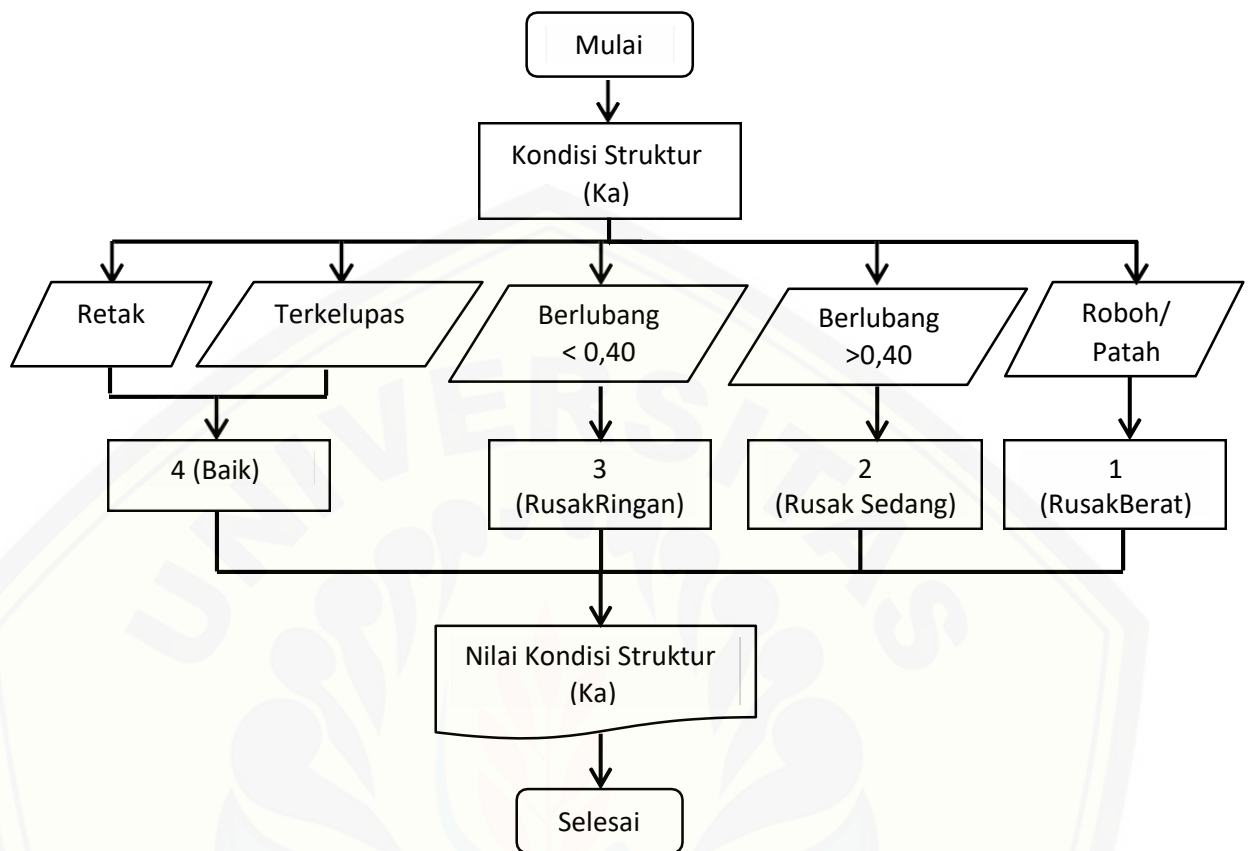 Mulai
Kondisi Struktur
(Ka)
Retak
Terkelupas
Berlubang
< 0,40
Berlubang
>0,40
Roboh/
Patah
4 (Baik)
3
(RusakRingan)
2
(Rusak Sedang)
1
(RusakBerat)
Nilai Kondisi Struktur
(Ka)
Selesai
UNIVERSITAS